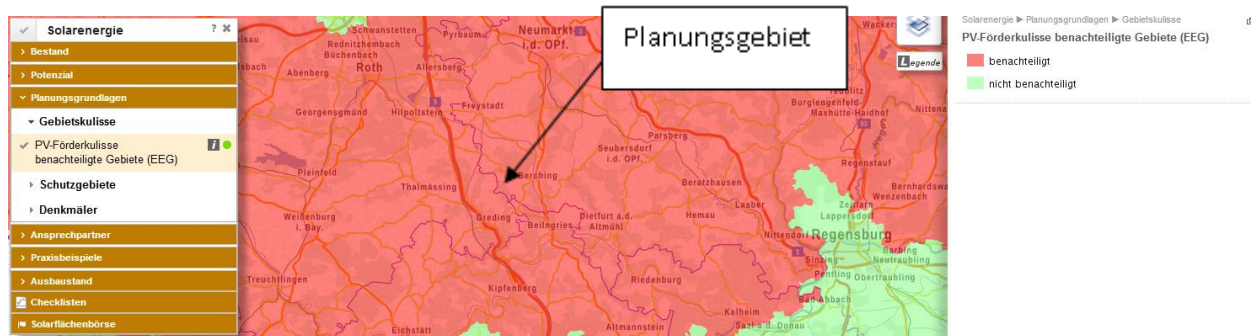 Solarenergie
? ×
› Bestand
› Potenzial
Planungsgrundlagen
Gebietskulisse
PV-Förderkulisse
benachteiligte Gebiete (EEG)
i
Schutzgebiete
Denkmäler
› Ansprechpartner
› Praxisbeispiele
› Ausbaustand
Checklisten
Solarflächenbörse
Planungsgebiet
Schwanstetten
Pyrbaum
Neumarkt
i.d. OPf.
Rednitzhembach
Büchenbach
Roth
Allersberg
Abenberg
Georgensgmünd
Hilpoltstein
Freystadt
Burglengenfeld
Maxhütte-Haidhof
Parsberg
Seubersdorf
i.d. OPf.
Regenstauf
Pleinfeld
Thalmässing
Berching
Beratzhausen
Wenzenbach
Laaber
Zeitlarn
Lappersdorf
Weißenburg
i. Bay.
Greding
Beilngries
Dietfurt a.d.
Altmühl
Hemau
Nittendorf
Regensburg
Barbing
Sinzing
Neutraubling
Pentling
Obertraubling
Treuchtlingen
Kipfenberg
Riedenburg
Bad Abbach
Kelheim
Eichstätt
Altmannstein
Saal a.d. Donau
Legende
Solarenergie ▶ Planungsgrundlagen ▶ Gebietskulisse
PV-Förderkulisse benachteiligte Gebiete (EEG)
benachteiligt
nicht benachteiligt